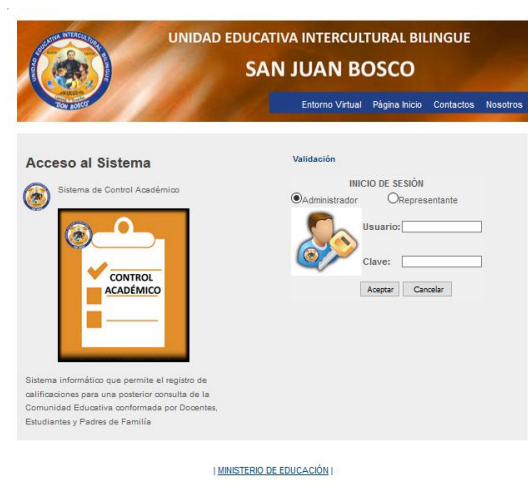 UNIDAD EDUCATIVA INTERCULTURAL BILINGUE
SAN JUAN BOSCO
"DON BOSCO"
Entorno Virtual Página Inicio Contactos Nosotros
Acceso al Sistema
Sistema de Control Académico
CONTROL
ACADÉMICO
Sistema informático que permite el registro de
calificaciones para una posterior consulta de la
Comunidad Educativa conformada por Docentes,
Estudiantes y Padres de Familía
Validación
INICIO DE SESIÓN
Administrador Representante
Usuario:
Clave:
Aceptar Cancelar
| MINISTERIO DE EDUCACIÓN |